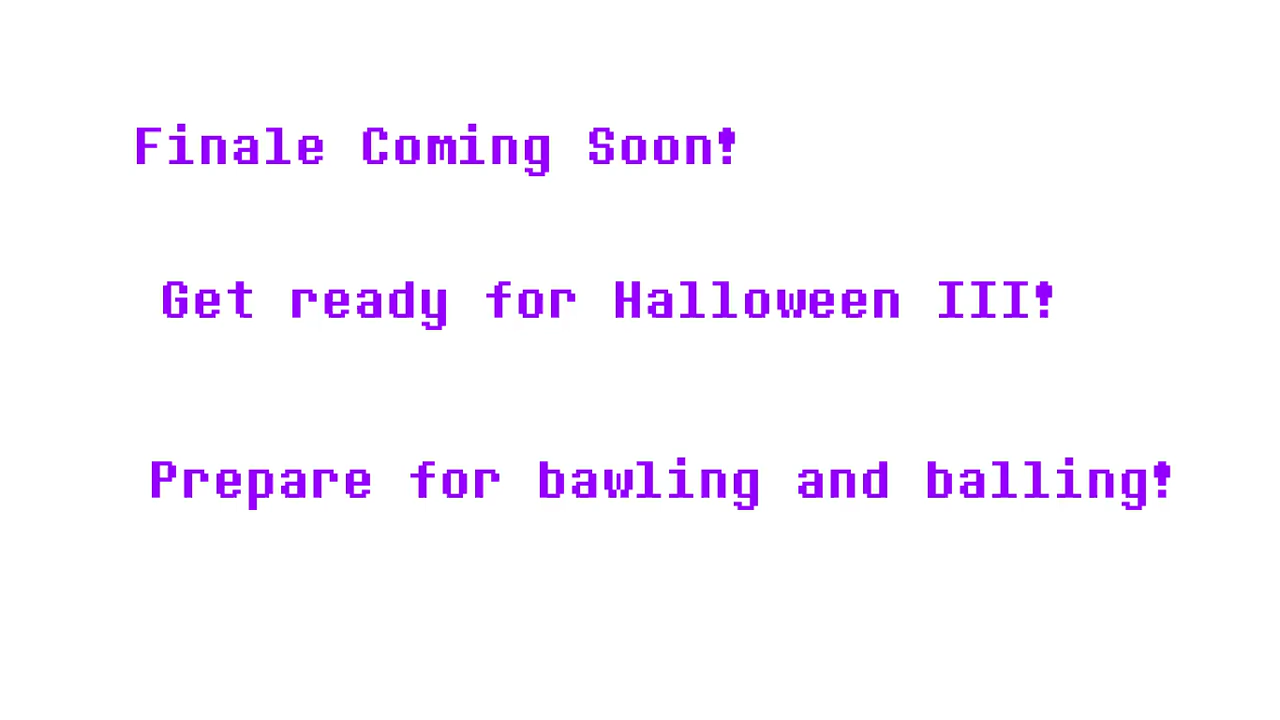 Finale Coming Soon!
Get ready for Halloween III!
Prepare for bawling and balling!